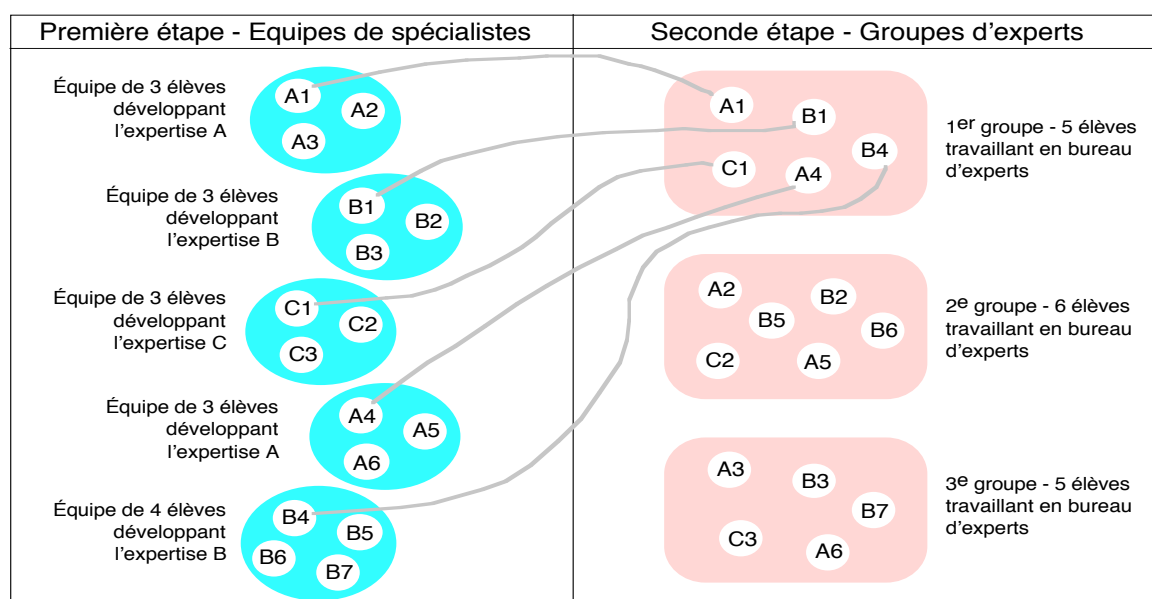 Première étape - Equipes de spécialistes
Seconde étape - Groupes d'experts
Équipe de 3 élèves
développant
l'expertise A
A1
A2
A3
Équipe de 3 élèves
développant
l'expertise B
B1
B2
B3
Équipe de 3 élèves
développant
l'expertise C
C1
C2
C3
Équipe de 3 élèves
développant
l'expertise A
A4
A5
A6
Équipe de 4 élèves
développant
l'expertise B
B4
B5
B6
B7
A1
B1
B4
C1
A4
1er groupe - 5 élèves
travaillant en bureau
d'experts
A2
B2
B5
B6
C2
A5
2e groupe - 6 élèves
travaillant en bureau
d'experts
A3
B3
B7
C3
A6
3e groupe - 5 élèves
travaillant en bureau
d'experts